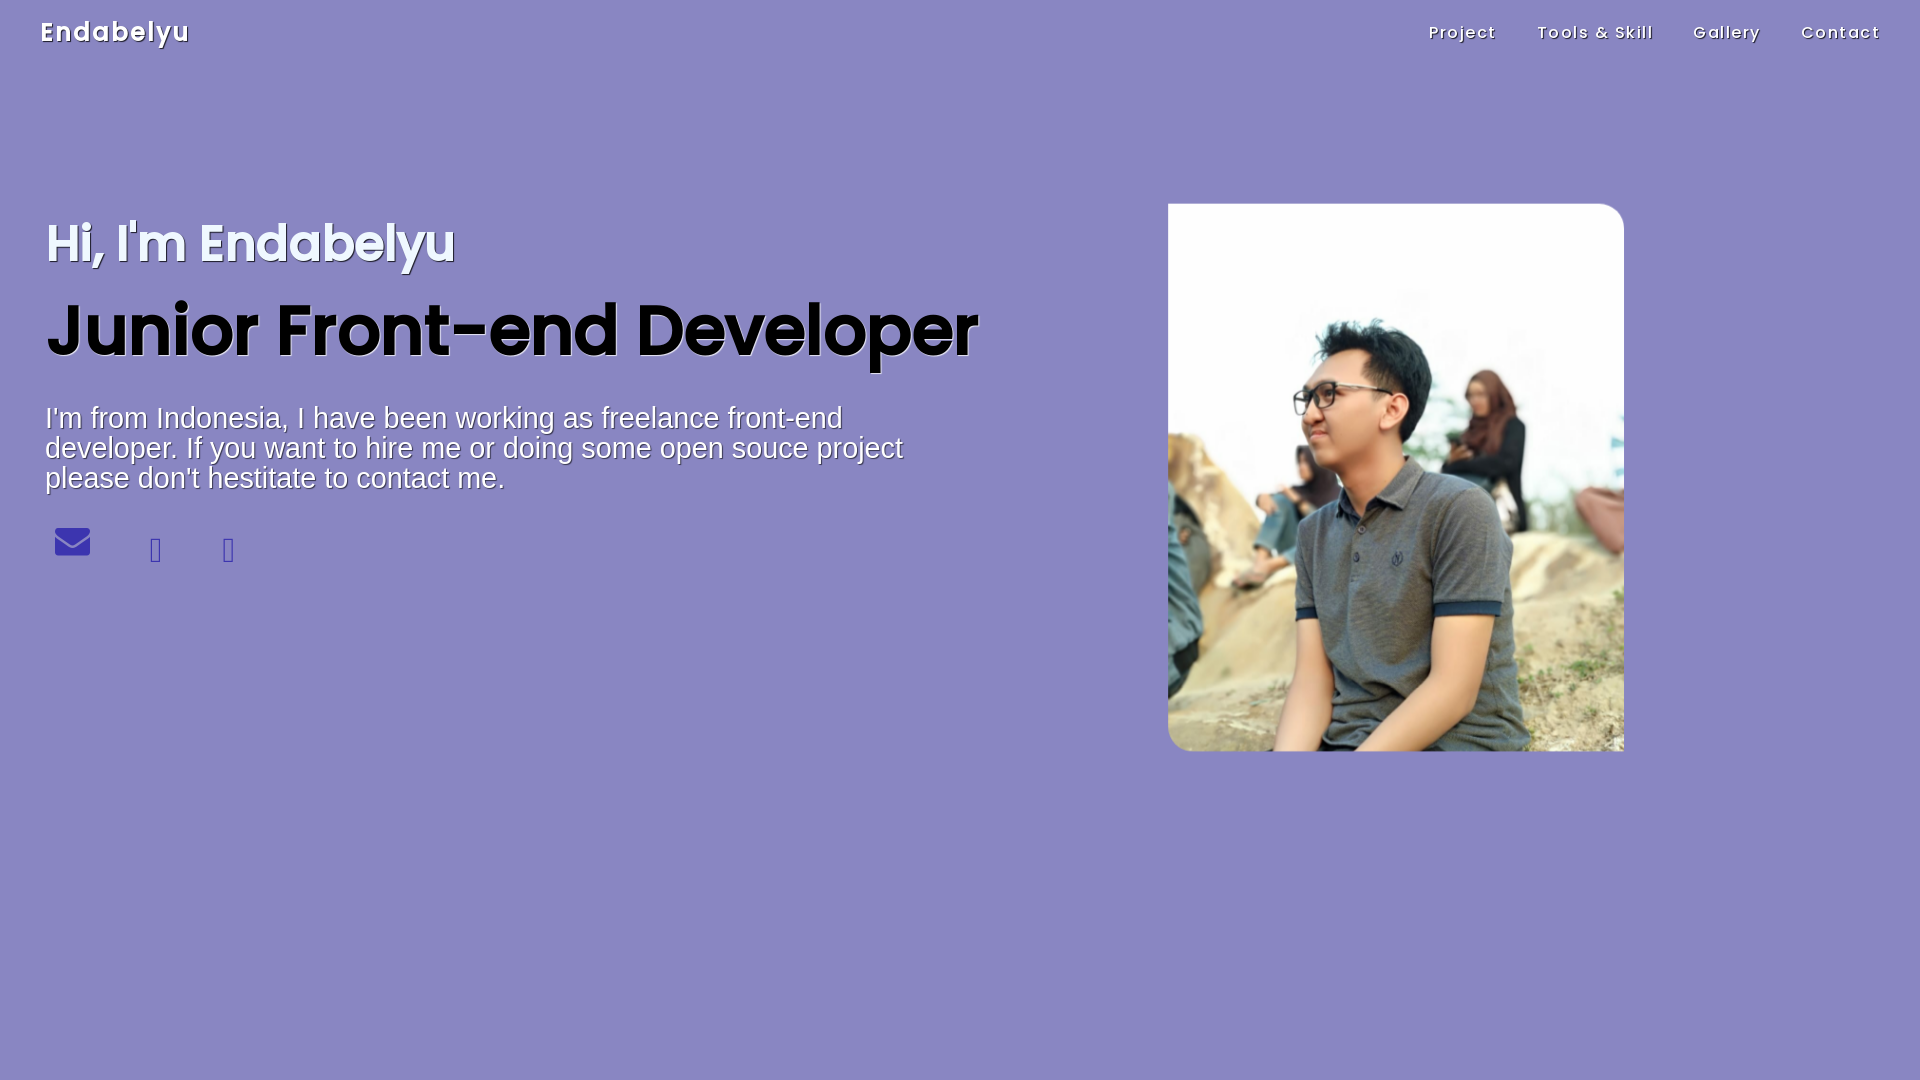 Endabelyu
Project
Tools & Skill
Gallery
Contact
Hi, I'm Endabelyu
Junior Front-end Developer
I'm from Indonesia, I have been working as freelance front-end
developer. If you want to hire me or doing some open souce project
please don't hestitate to contact me.